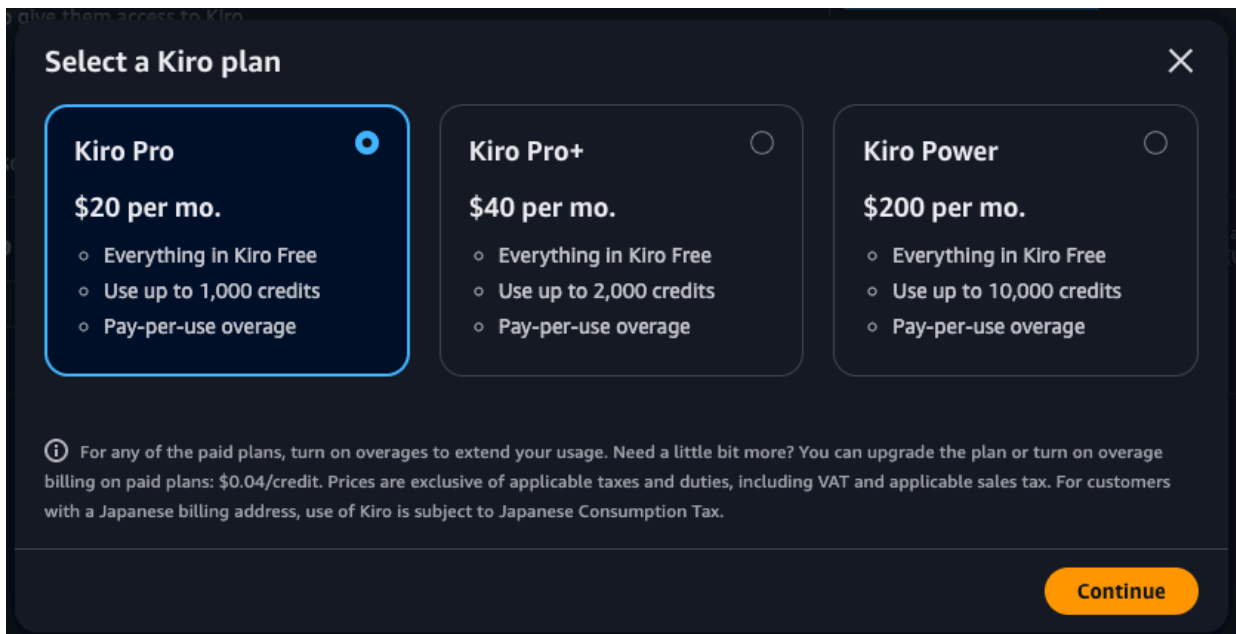 give them access to Kiro
Select a Kiro plan
Kiro Pro
$20 per mo.
Everything in Kiro Free
Use up to 1,000 credits
Pay-per-use overage
Kiro Pro+
$40 per mo.
Everything in Kiro Free
Use up to 2,000 credits
Pay-per-use overage
Kiro Power
$200 per mo.
Everything in Kiro Free
Use up to 10,000 credits
Pay-per-use overage
For any of the paid plans, turn on overages to extend your usage. Need a little bit more? You can upgrade the plan or turn on overage
billing on paid plans: $0.04/credit. Prices are exclusive of applicable taxes and duties, including VAT and applicable sales tax. For customers
with a Japanese billing address, use of Kiro is subject to Japanese Consumption Tax.
Continue